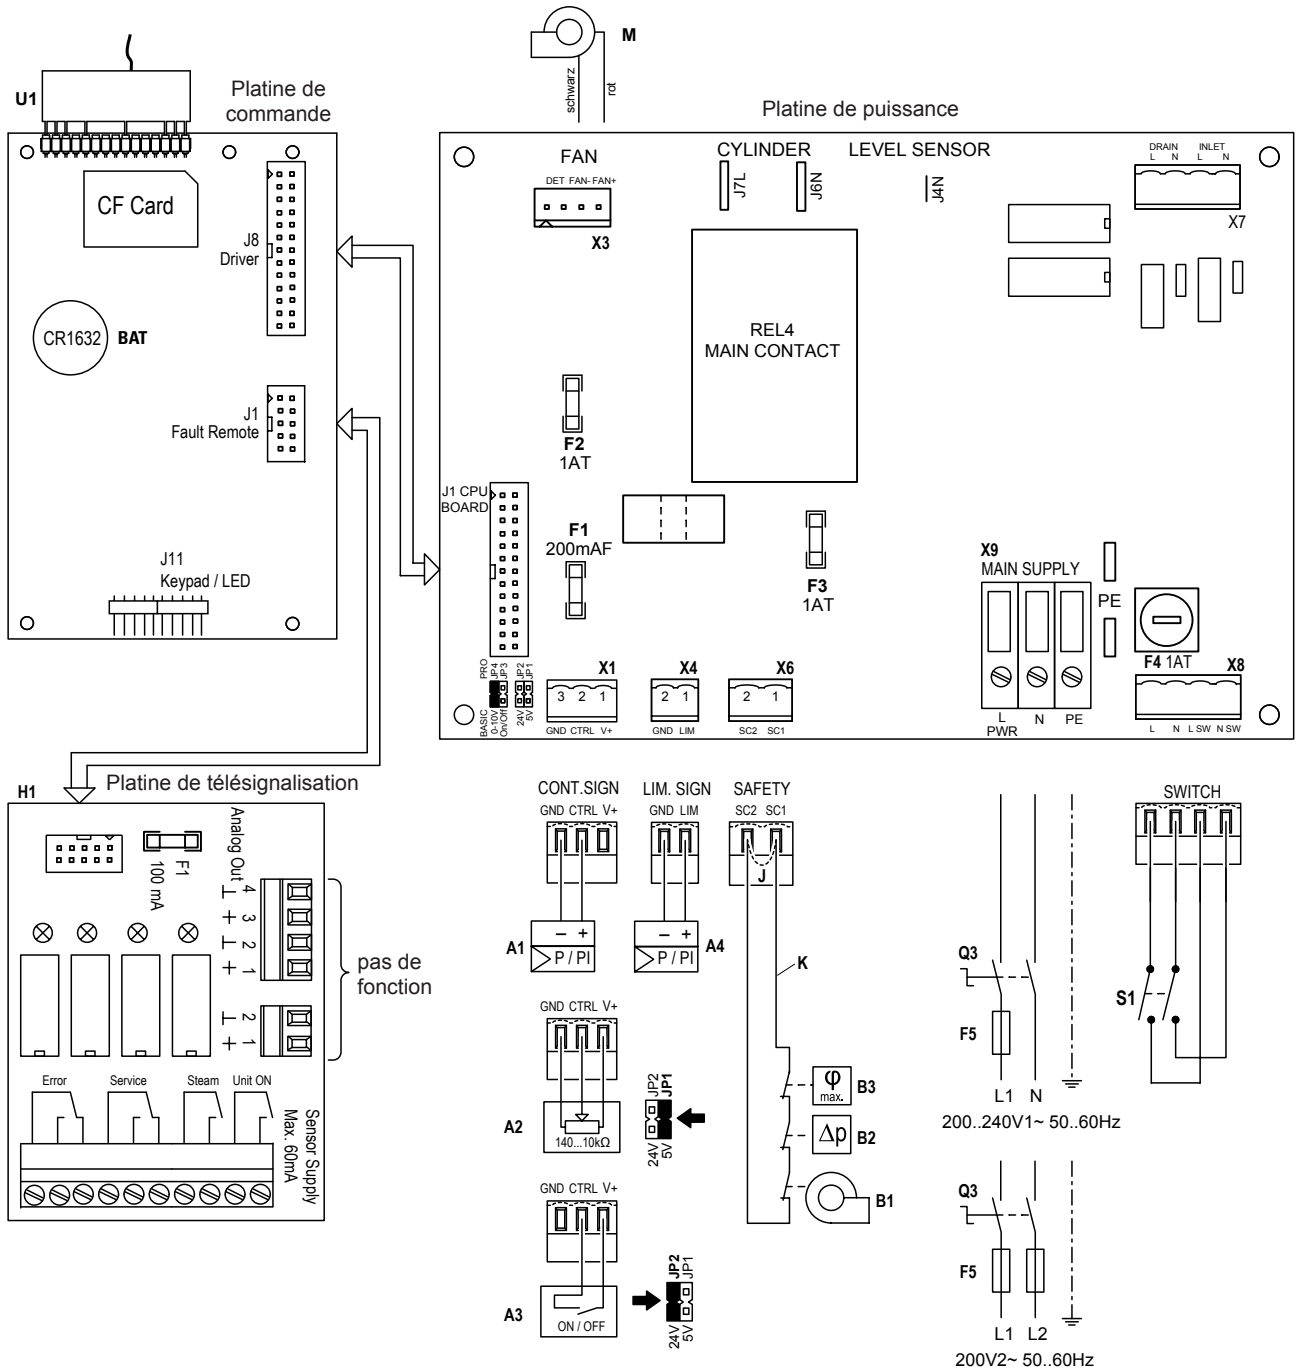 M
schwarz
rot
U1
Platine de
commande
Platine de puissance
CF Card
J8
Driver
CR1632
BAT
J1
Fault Remote
J11
Keypad / LED
FAN
DET FAN- FAN+
X3
CYLINDER
J7L
J6N
LEVEL SENSOR
J4N
DRAIN INLET
L N L N
X7
REL4
MAIN CONTACT
F2
1AT
J1 CPU
BOARD
F1
200mAF
F3
1AT
X9
MAIN SUPPLY
PE
L N PE
PWR
F4 1AT
X8
L N L SW N SW
PRO
JP4
JP3
JP2
JP1
BASIC
0-10V
On/Off
24V
5V
X1
3 2 1
GND CTRL V+
X4
2 1
GND LIM
X6
2 1
SC2 SC1
Platine de télésignalisation
H1
F1
100 mA
Analog Out
4
3
2
1
⊥
+
⊥
+
2
1
⊥
+
pas de
fonction
Error
Service
Steam
Unit ON
Sensor Supply
Max. 60mA
CONT.SIGN
GND CTRL V+
A1
– +
P / PI
LIM. SIGN
GND LIM
– +
P / PI
A4
SAFETY
SC2 SC1
J
K
φ
max.
B3
Δp
B2
B1
GND CTRL V+
A2
140...10kΩ
JP2
JP1
24V
5V
GND CTRL V+
A3
ON / OFF
JP2
JP1
24V
5V
Q3
F5
L1 N
200..240V1~ 50..60Hz
Q3
F5
L1 L2
200V2~ 50..60Hz
SWITCH
S1